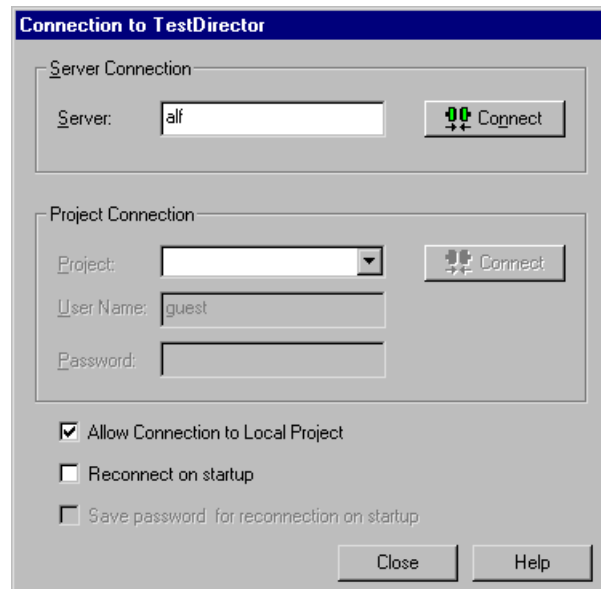 Connection to TestDirector
Server Connection
Server: alf Connect
Project Connection
Project: Connect
User Name: guest
Password:
Allow Connection to Local Project
Reconnect on startup
Save password for reconnection on startup
Close Help